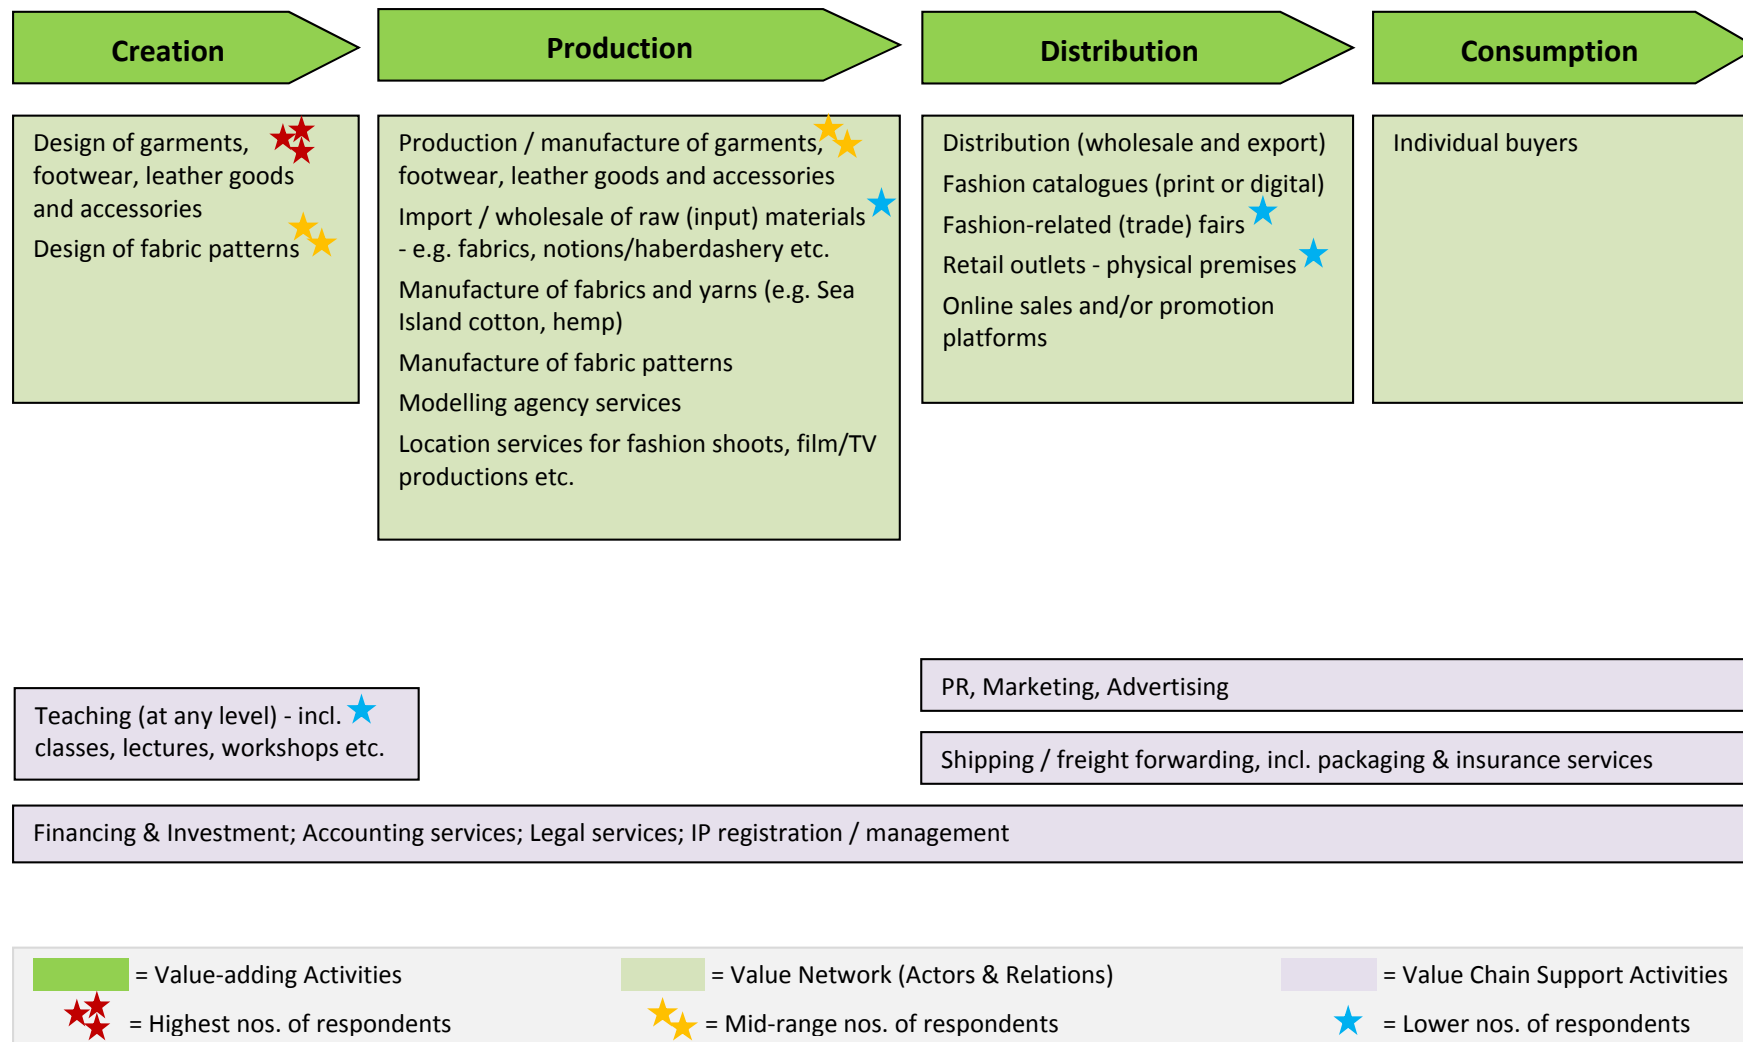 Creation
Production
Distribution
Consumption
Design of garments,
footwear, leather goods
and accessories
Design of fabric patterns
Production / manufacture of garments,
footwear, leather goods and accessories
Import / wholesale of raw (input) materials
- e.g. fabrics, notions/haberdashery etc.
Manufacture of fabrics and yarns (e.g. Sea
Island cotton, hemp)
Manufacture of fabric patterns
Modelling agency services
Location services for fashion shoots, film/TV
productions etc.
Distribution (wholesale and export)
Fashion catalogues (print or digital)
Fashion-related (trade) fairs
Retail outlets - physical premises
Online sales and/or promotion
platforms
Individual buyers
Teaching (at any level) - incl.
classes, lectures, workshops etc.
PR, Marketing, Advertising
Shipping / freight forwarding, incl. packaging & insurance services
Financing & Investment; Accounting services; Legal services; IP registration / management
= Value-adding Activities
= Value Network (Actors & Relations)
= Value Chain Support Activities
= Highest nos. of respondents
= Mid-range nos. of respondents
= Lower nos. of respondents